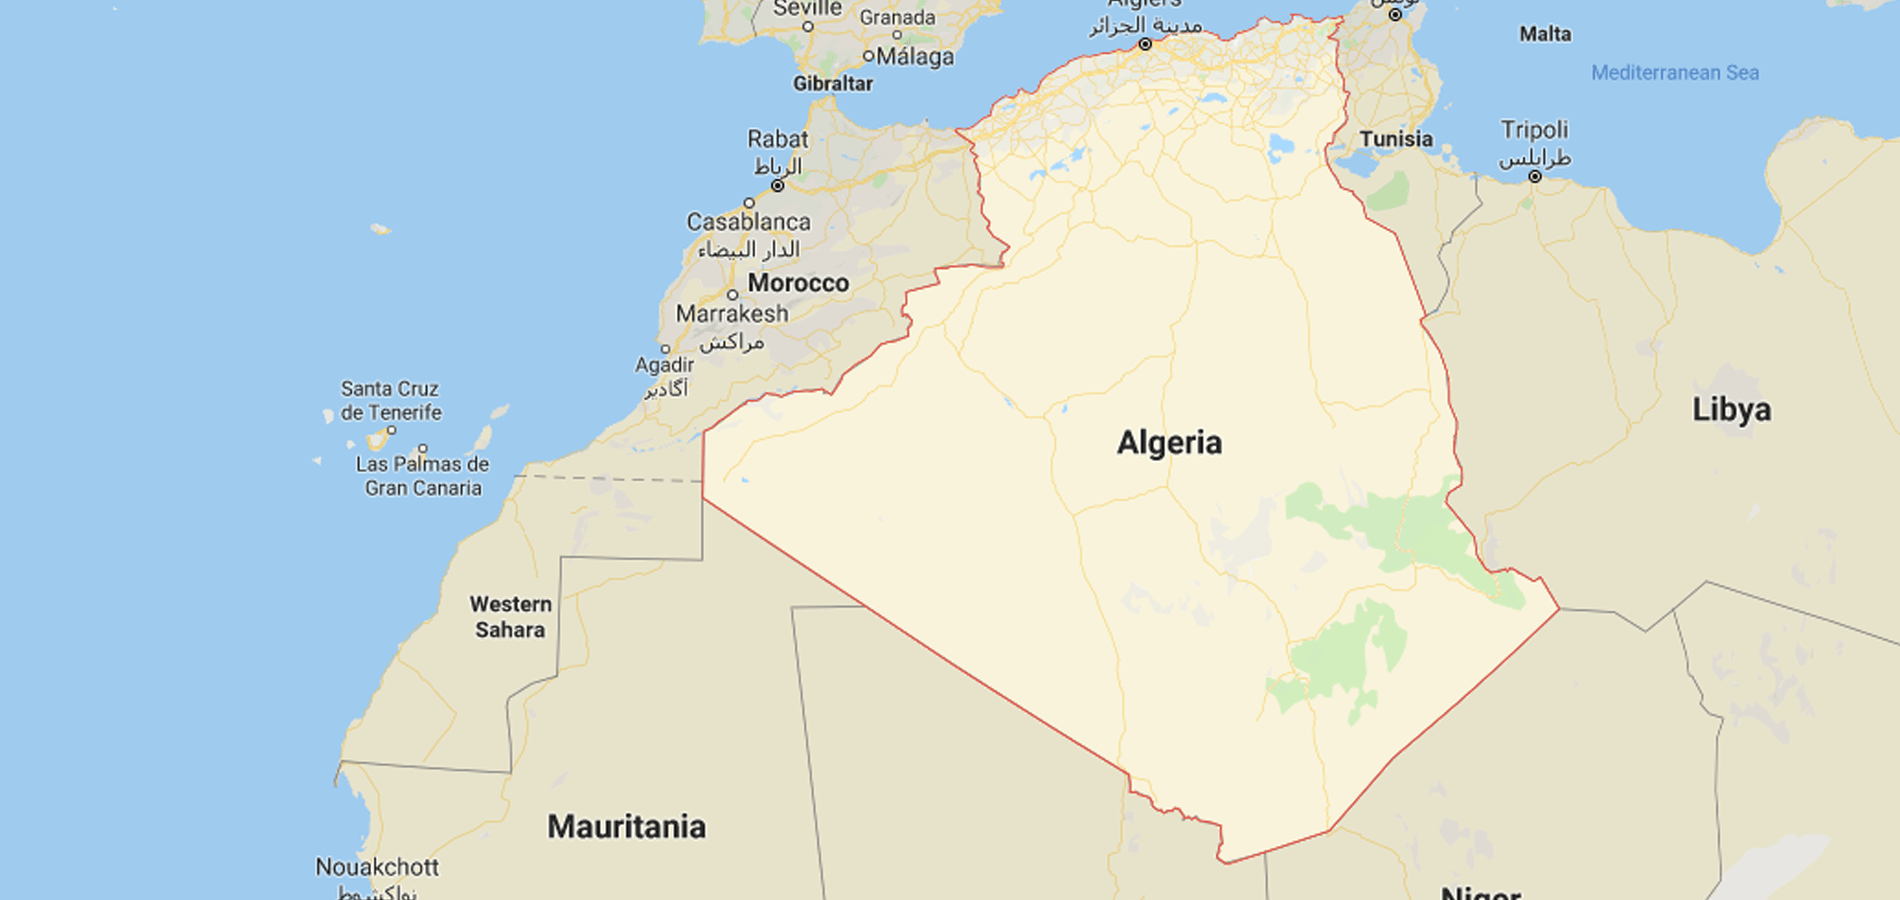 Seville
Granada
Málaga
Gibraltar
Algiers
مدينة الجزائر
تونس
Malta
Mediterranean Sea
Rabat
الرباط
Tunisia
Tripoli
طرابلس
Casablanca
الدار البيضاء
Morocco
Marrakesh
مراكش
Agadir
أكادير
Santa Cruz
de Tenerife
Las Palmas de
Gran Canaria
Algeria
Libya
Western
Sahara
Mauritania
Nouakchott
نواكشوط
Niger